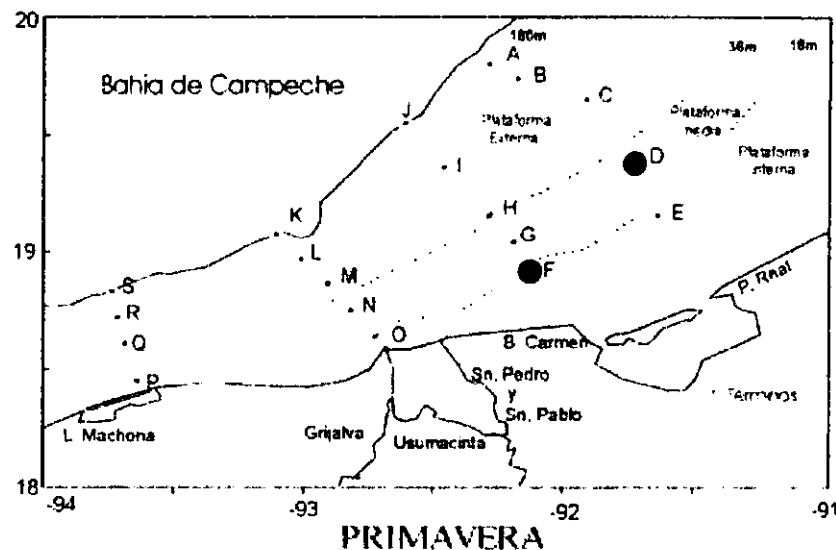 20
180m
36m 18m
A
B
Bahia de Campeche
C
J
Plataforma
Externa
Plataforma
media
D
Plataforma
interna
I
H
E
K
G
19
L
F
M
S
N
P. Real
R
O
Q
B. Carmen
P
Sn. Pedro
y
Sn. Pablo
L. Machona
Grijalva
Usumacinta
18
-94 -93 -92 -91
PRIMAVERA